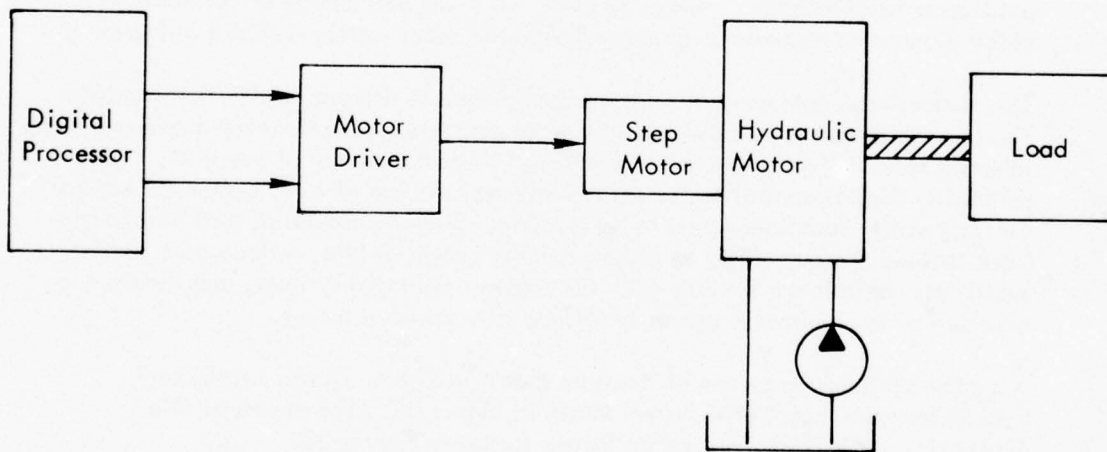 Digital
Processor
Motor
Driver
Step
Motor
Hydraulic
Motor
Load